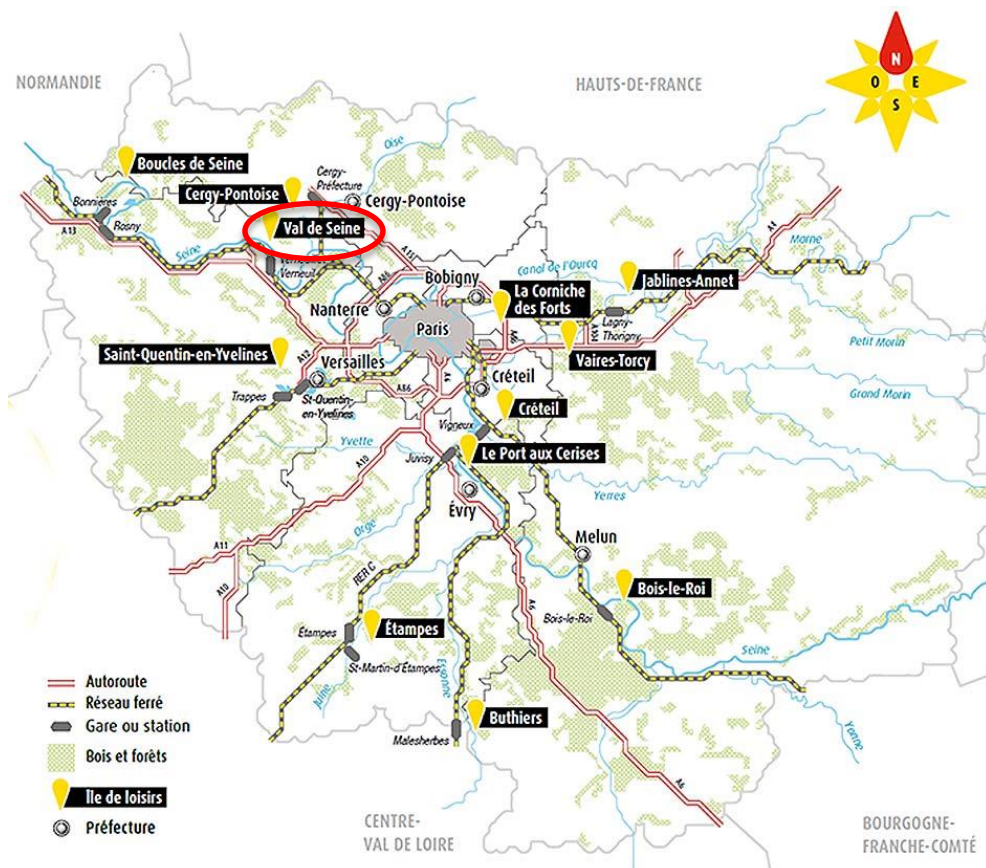 NORMANDIE
HAUTS-DE-FRANCE
N
O
E
S
Oise
Boucles de Seine
Cergy-
Préfecture
Cergy-Pontoise
Cergy-Pontoise
Bonnières
Val de Seine
A13
Rosny
Seine
A15
A1
Marne
Verneuil
A86
Canal de l'Ourcq
Bobigny
Jablines-Annet
La Corniche
des Forts
Nanterre
Paris
Lagny-
Thorigny
A104
A86
Petit Morin
Saint-Quentin-en-Yvelines
A12
Versailles
Vaires-Torcy
Trappes
St-Quentin-
en-Yvelines
A86
Créteil
Grand Morin
Créteil
Vigneux
Yvette
A10
Juvisy
Le Port aux Cerises
Yerres
Évry
Orge
Melun
A11
A10
RER C
A6
Bois-le-Roi
Bois-le-Roi
Étampes
Étampes
St-Martin-d'Étampes
Essonne
Seine
Juine
Autoroute
Réseau ferré
Gare ou station
Bois et forêts
Île de loisirs
Préfecture
Buthiers
Malesherbes
Yonne
A6
CENTRE-
VAL DE LOIRE
BOURGOGNE-
FRANCHE-COMTÉ